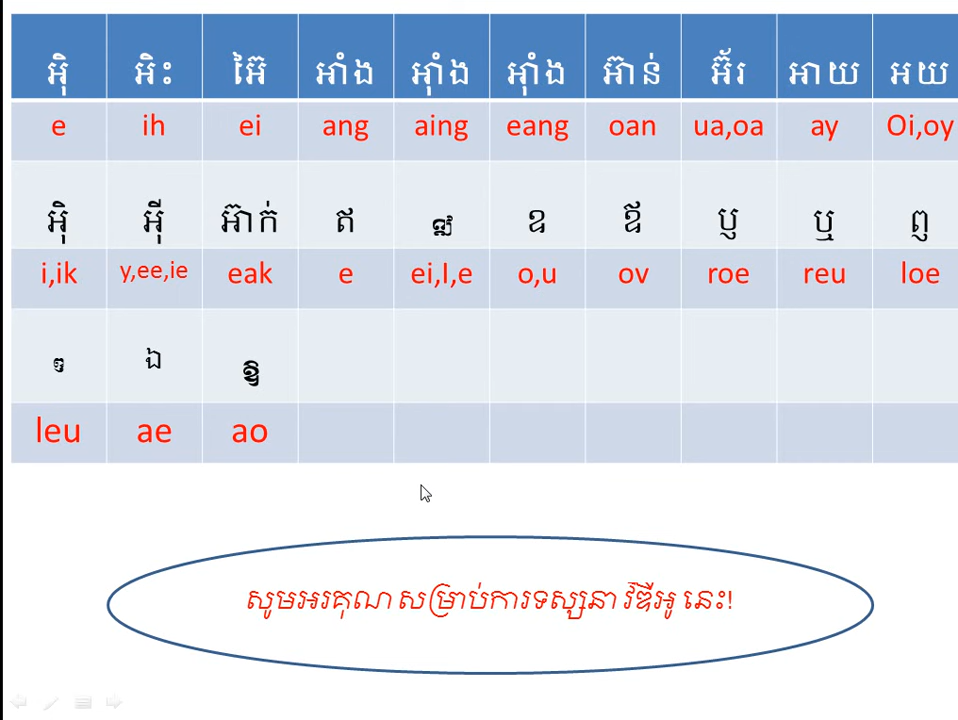 អ៊ិ អិះ អ៊ៃ អាំង អ៊ាំង អ៊ាំង អ៊ាន់ អ៊័រ អាយ អយ
e ih ei ang aing eang oan ua,oa ay Oi,oy
អ៊ិ អ៊ី អ៊ាក់ ឥ ឦ ឧ ឪ ឫ ឬ ឭ
i,ik y,ee,ie eak e ei,I,e o,u ov roe reu loe
ឮ ឯ ឱ
leu ae ao
សូមអរគុណ សម្រាប់ការទស្សនា វីឌីអូ នេះ!